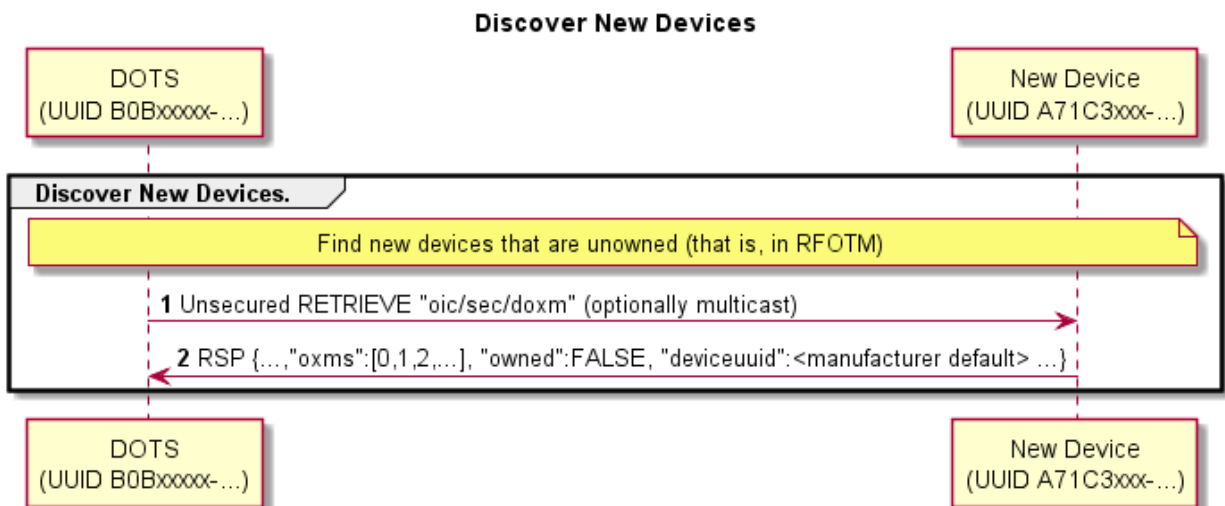 Discover New Devices
DOTS
(UUID B0Bxxxxx-...)
New Device
(UUID A71C3xxx-...)
Discover New Devices.
Find new devices that are unowned (that is, in RFOTM)
1 Unsecured RETRIEVE "oic/sec/doxm" (optionally multicast)
2 RSP {...,"oxms":[0,1,2,...], "owned":FALSE, "deviceuuid":<manufacturer default> ...}
DOTS
(UUID B0Bxxxxx-...)
New Device
(UUID A71C3xxx-...)